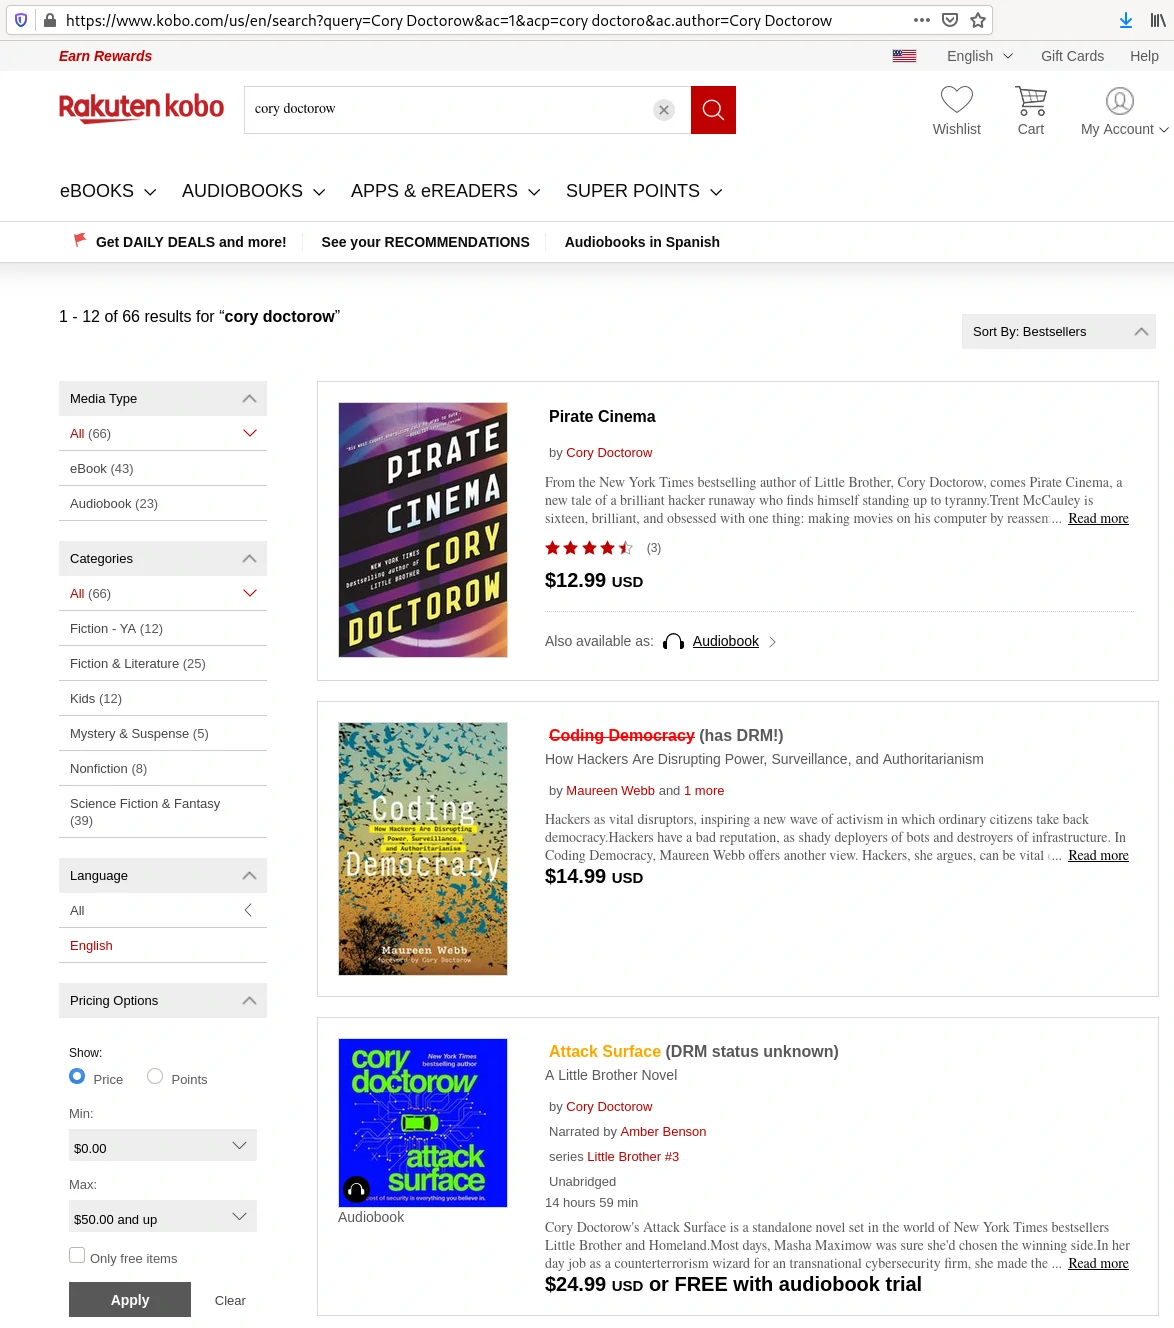 https://www.kobo.com/us/en/search?query=Cory Doctorow&ac=1&acp=cory doctoro&ac.author=Cory Doctorow
Earn Rewards
English
Gift Cards
Help
Rakuten kobo
cory doctorow
Wishlist
Cart
My Account
eBOOKS
AUDIOBOOKS
APPS & eREADERS
SUPER POINTS
Get DAILY DEALS and more!
See your RECOMMENDATIONS
Audiobooks in Spanish
1 - 12 of 66 results for “cory doctorow”
Sort By: Bestsellers
Media Type
All (66)
eBook (43)
Audiobook (23)
Categories
All (66)
Fiction - YA (12)
Fiction & Literature (25)
Kids (12)
Mystery & Suspense (5)
Nonfiction (8)
Science Fiction & Fantasy
(39)
Language
All
English
Pricing Options
Show:
Price
Points
Min:
$0.00
Max:
$50.00 and up
Only free items
Apply
Clear
PIRATE
CINEMA
NEW YORK TIMES
bestselling author of
LITTLE BROTHER
CORY
DOCTOROW
Pirate Cinema
by Cory Doctorow
From the New York Times bestselling author of Little Brother, Cory Doctorow, comes Pirate Cinema, a
new tale of a brilliant hacker runaway who finds himself standing up to tyranny.Trent McCauley is
sixteen, brilliant, and obsessed with one thing: making movies on his computer by reassem... Read more
(3)
$12.99 USD
Also available as: Audiobook
Coding
How Hackers Are Disrupting
Power, Surveillance,
and Authoritarianism
Democracy
Maureen Webb
foreword by Cory Doctorow
Coding Democracy (has DRM!)
How Hackers Are Disrupting Power, Surveillance, and Authoritarianism
by Maureen Webb and 1 more
Hackers as vital disruptors, inspiring a new wave of activism in which ordinary citizens take back
democracy.Hackers have a bad reputation, as shady deployers of bots and destroyers of infrastructure. In
Coding Democracy, Maureen Webb offers another view. Hackers, she argues, can be vital ... Read more
$14.99 USD
cory
doctorow
New York Times
bestselling author
attack
surface
of security is everything you believe in.
Audiobook
Attack Surface (DRM status unknown)
A Little Brother Novel
by Cory Doctorow
Narrated by Amber Benson
series Little Brother #3
Unabridged
14 hours 59 min
Cory Doctorow's Attack Surface is a standalone novel set in the world of New York Times bestsellers
Little Brother and Homeland.Most days, Masha Maximow was sure she'd chosen the winning side.In her
day job as a counterterrorism wizard for an transnational cybersecurity firm, she made the ... Read more
$24.99 USD or FREE with audiobook trial